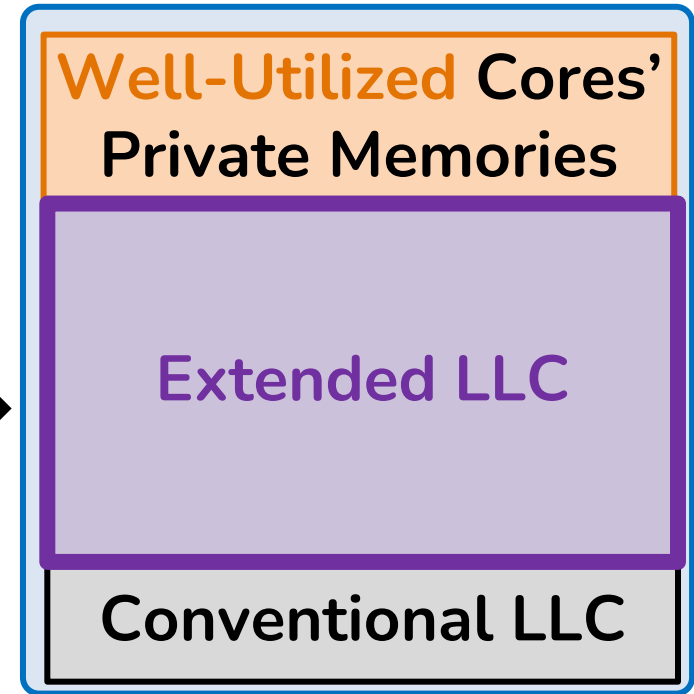 Well-Utilized Cores’
Private Memories
Extended LLC
Conventional LLC